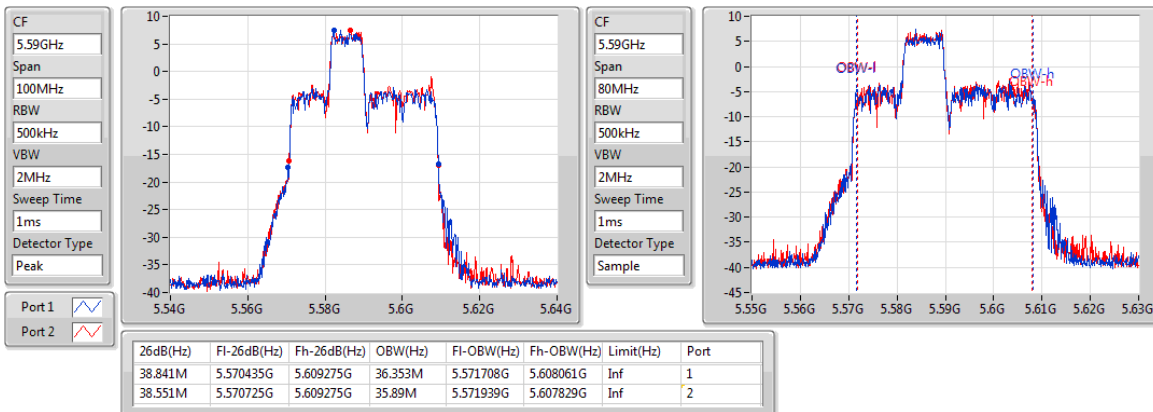 CF
5.59GHz
Span
100MHz
RBW
500kHz
VBW
2MHz
Sweep Time
1ms
Detector Type
Peak
Port 1
Port 2
10
5
0
-5
-10
-15
-20
-25
-30
-35
-40
5.54G 5.56G 5.58G 5.6G 5.62G 5.64G
CF
5.59GHz
Span
80MHz
RBW
500kHz
VBW
2MHz
Sweep Time
1ms
Detector Type
Sample
10
5
0
-5
-10
-15
-20
-25
-30
-35
-40
-45
OBW-l
OBW-h
OBW-h
5.55G 5.56G 5.57G 5.58G 5.59G 5.6G 5.61G 5.62G 5.63G
26dB(Hz) Fl-26dB(Hz) Fh-26dB(Hz) OBW(Hz) Fl-OBW(Hz) Fh-OBW(Hz) Limit(Hz) Port
38.841M 5.570435G 5.609275G 36.353M 5.571708G 5.608061G Inf 1
38.551M 5.570725G 5.609275G 35.89M 5.571939G 5.607829G Inf 2